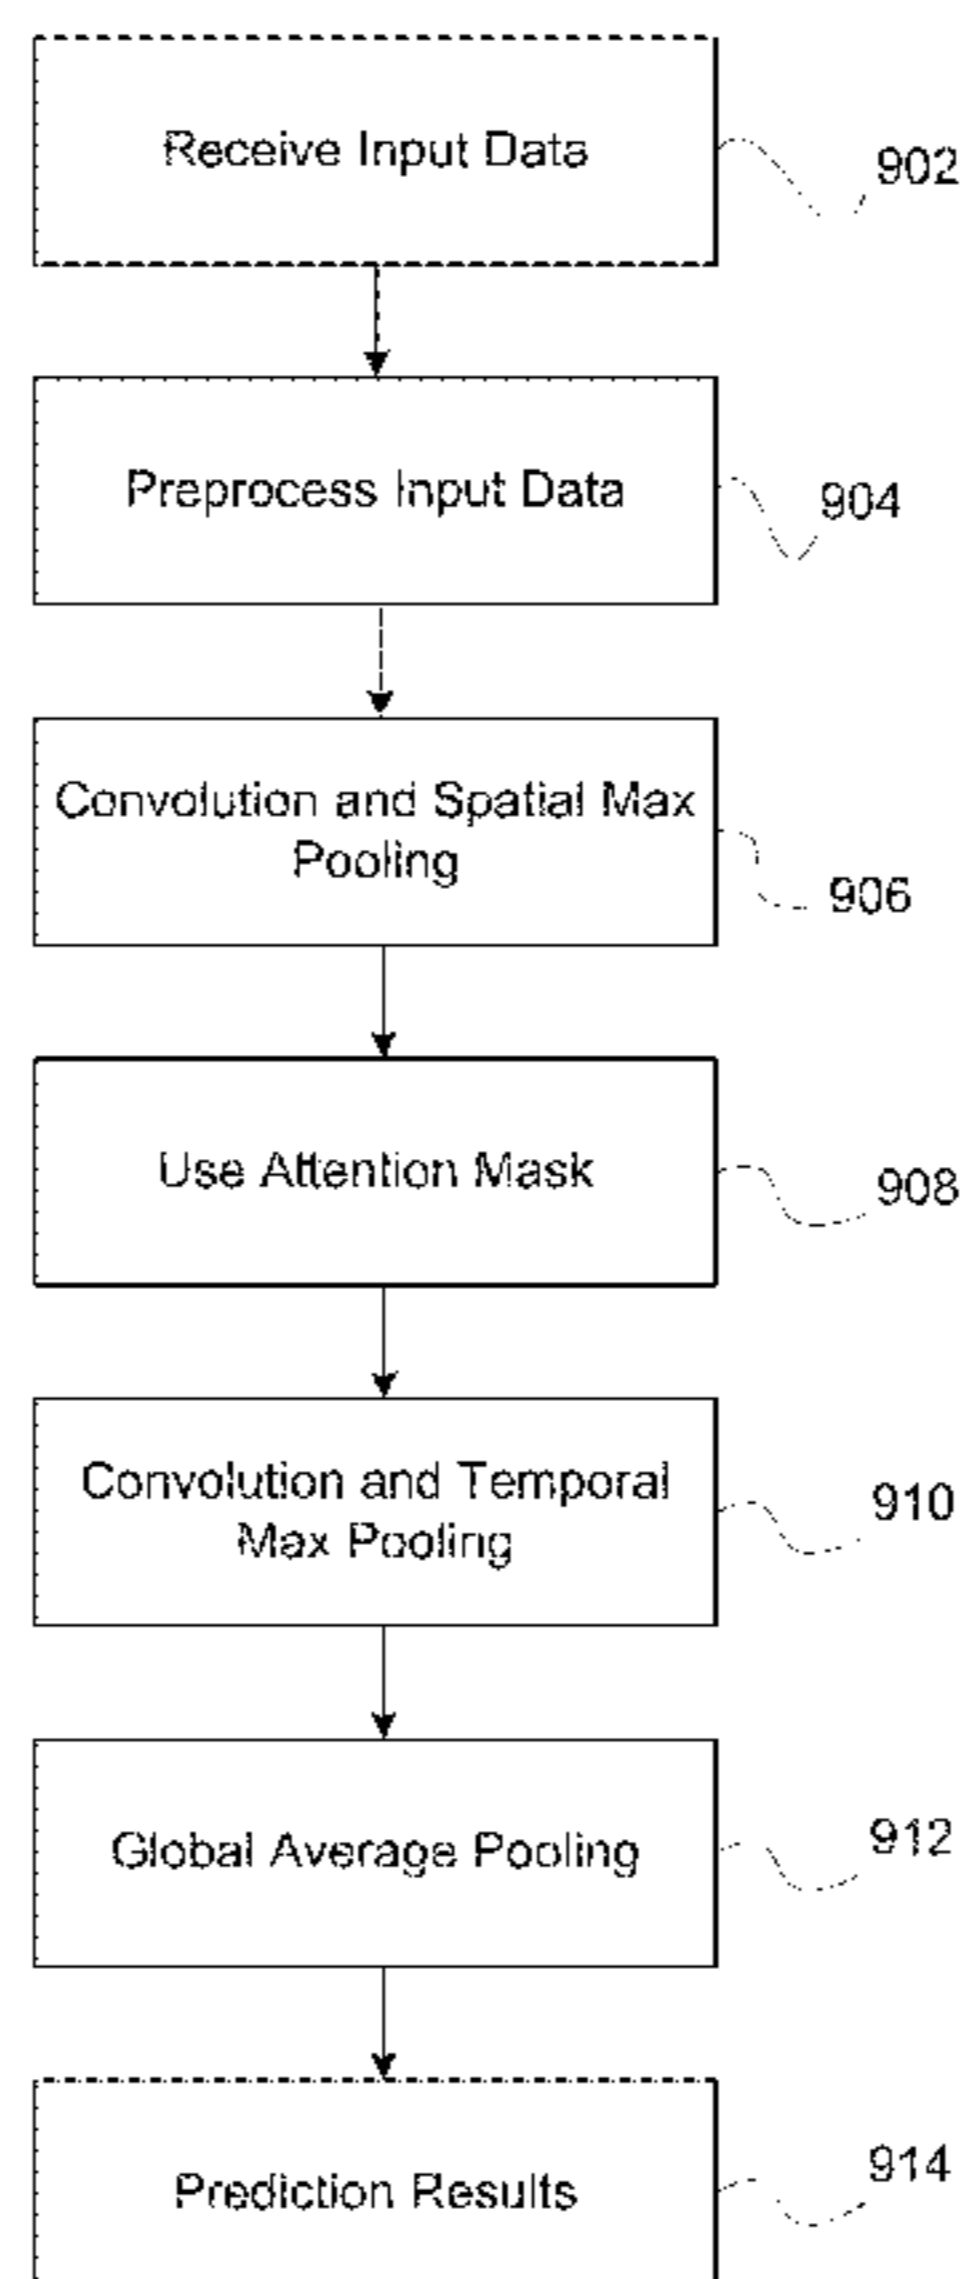 Receive Input Data
902
Preprocess Input Data
904
Convolution and Spatial Max
Pooling
906
Use Attention Mask
908
Convolution and Temporal
Max Pooling
910
Global Average Pooling
912
Prediction Results
914